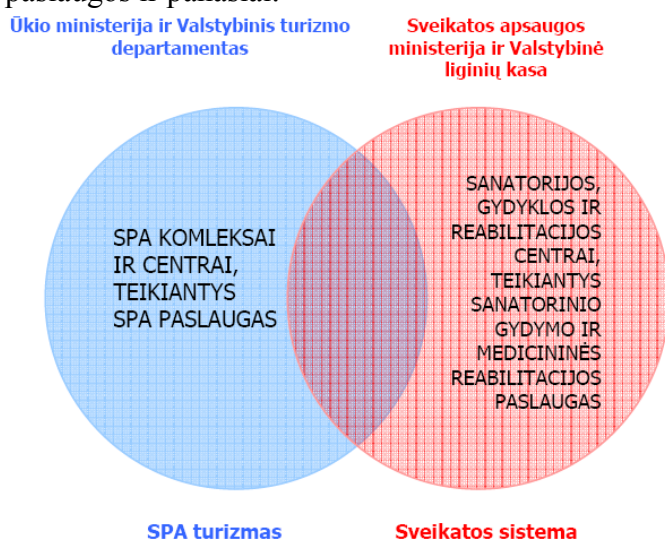 paslaugos ir panašiai.
Ūkio ministerija ir Valstybinis turizmo
departamentas
Sveikatos apsaugos
ministerija ir Valstybinė
liginių kasa
SPA KOMLEKSAI
IR CENTRAI,
TEIKIANTYS
SPA PASLAUGAS
SANATORIJOS,
GYDYKLOS IR
REABILITACIJOS
CENTRAI,
TEIKIANTYS
SANATORINIO
GYDYMO IR
MEDICININĖS
REABILITACIJOS
PASLAUGAS
SPA turizmas
Sveikatos sistema